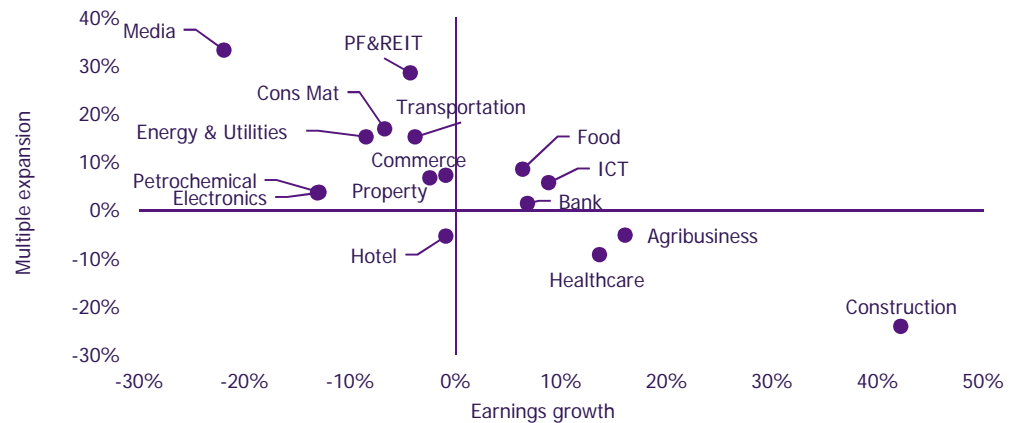 40%
Media
PF&REIT
30%
Cons Mat
20%
Transportation
Energy & Utilities
Food
Commerce
10%
ICT
Petrochemical
Property
Electronics
Bank
0%
Agribusiness
Hotel
-10%
Healthcare
-20%
Construction
-30%
-30%
-20%
-10%
0%
10%
20%
30%
40%
50%
Earnings growth
Multiple expansion